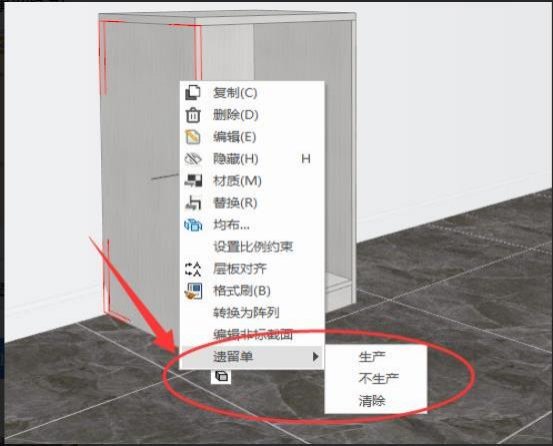 复制(C)
删除(D)
编辑(E)
隐藏(H) H
材质(M)
替换(R)
均布...
设置比例约束
层板对齐
格式刷(B)
转换为阵列
编辑非标截面
遗留单
生产
不生产
清除